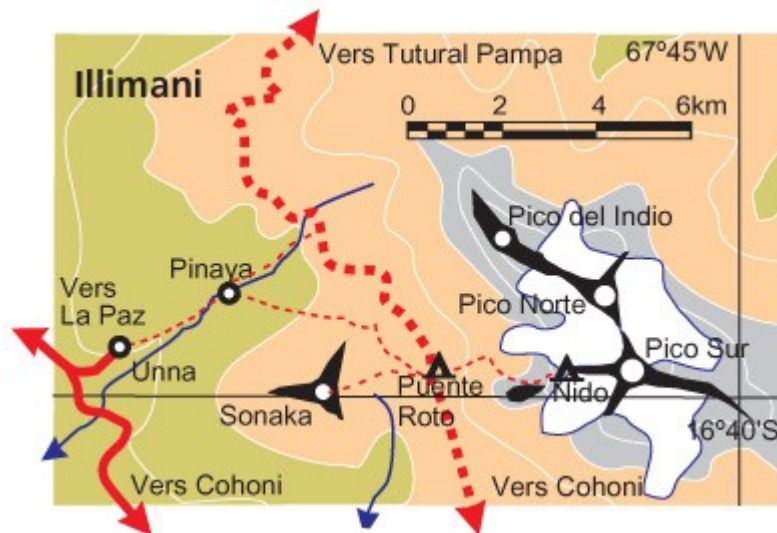 Vers Tutural Pampa
67º45'W
Illimani
0 2 4 6km
Pico del Indio
Pinaya
Vers
La Paz
Pico Norte
Unna
Pico Sur
Puente
Roto
Nido
Sonaka
16º40'S
Vers Cohoni
Vers Cohoni